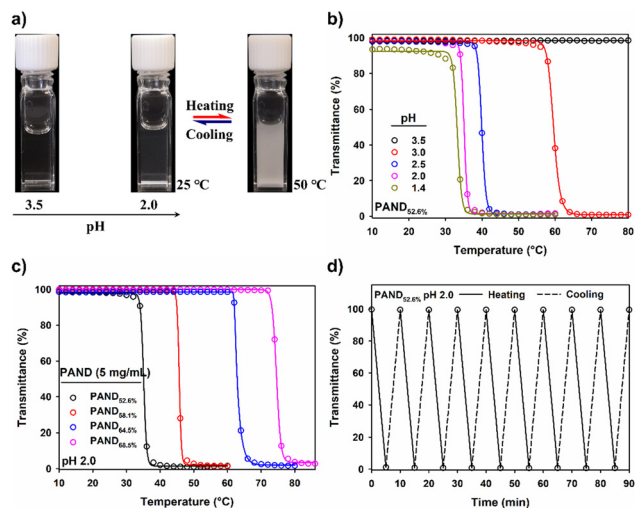 a)
Heating
Cooling
3.5
2.0
25 °C
50 °C
pH
b)
Transmittance (%)
100
80
60
40
20
0
pH
3.5
3.0
2.5
2.0
1.4
PAND52.6%
10 20 30 40 50 60 70 80
Temperature (°C)
c)
Transmittance (%)
100
80
60
40
20
0
PAND (5 mg/mL)
PAND52.6%
PAND58.1%
PAND64.5%
PAND68.5%
pH 2.0
10 20 30 40 50 60 70 80
Temperature (°C)
d)
Transmittance (%)
100
80
60
40
20
0
PAND52.6% pH 2.0 Heating Cooling
0 10 20 30 40 50 60 70 80 90
Time (min)